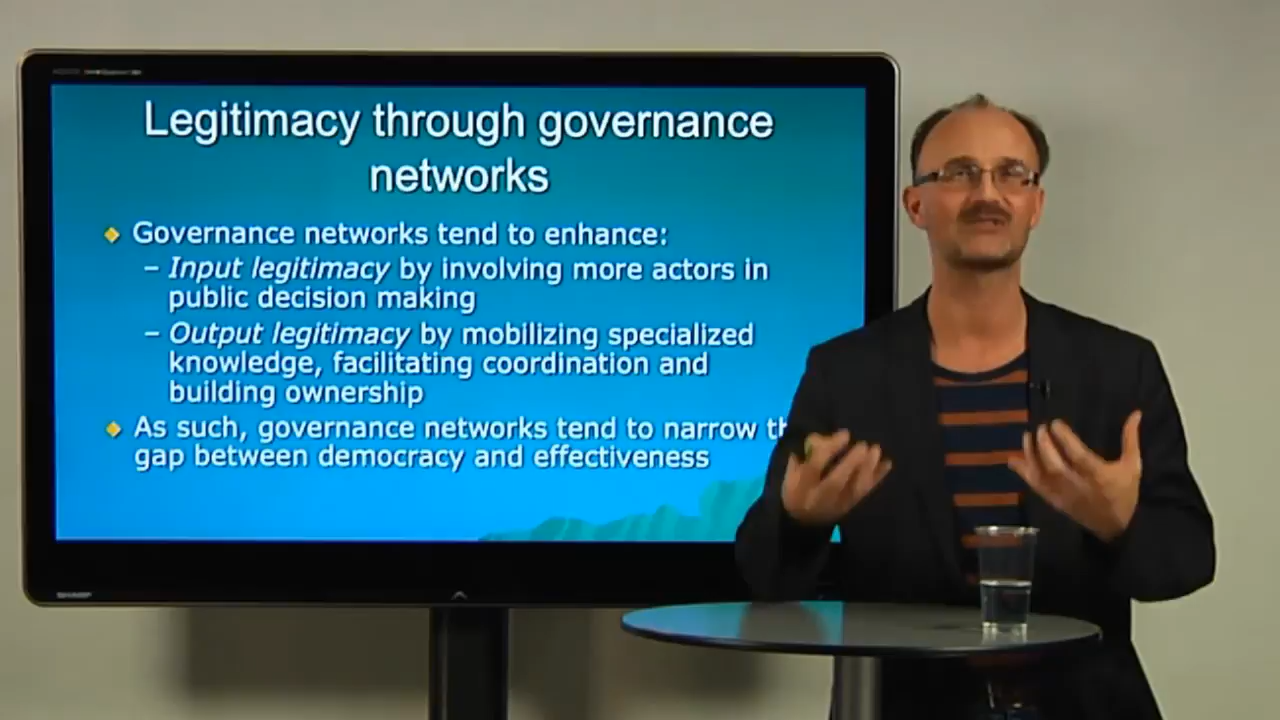 Legitimacy through governance
networks
Governance networks tend to enhance:
– Input legitimacy by involving more actors in
public decision making
– Output legitimacy by mobilizing specialized
knowledge, facilitating coordination and
building ownership
As such, governance networks tend to narrow th
gap between democracy and effectiveness
SHARP